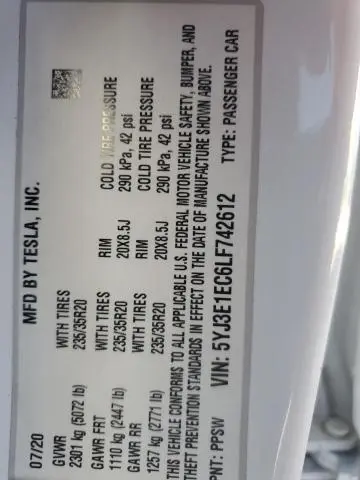 MFD BY TESLA, INC.
07/20
GVWR WITH TIRES RIM COLD TIRE PRESSURE
2301 kg (5072 lb) 235/35R20 20X8.5J 290 kPa, 42 psi
GAWR FRT WITH TIRES RIM COLD TIRE PRESSURE
1110 kg (2447 lb) 235/35R20 20X8.5J 290 kPa, 42 psi
GAWR RR
1257 kg (2771 lb) 235/35R20
THIS VEHICLE CONFORMS TO ALL APPLICABLE U.S. FEDERAL MOTOR VEHICLE SAFETY, BUMPER, AND
THEFT PREVENTION STANDARDS IN EFFECT ON THE DATE OF MANUFACTURE SHOWN ABOVE.
PNT: PPSW VIN: 5YJ3E1EC6LF742612 TYPE: PASSENGER CAR